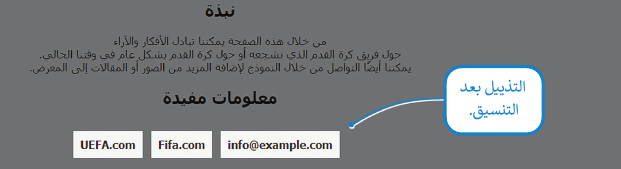 نبذة
من خلال هذه الصفحة يمكننا تبادل الأفكار والآراء
حول فريق كرة القدم الذي نشجعه أو حول كرة القدم بشكل عام في وقتنا الحالي.
يمكننا أيضًا التواصل من خلال النموذج لإضافة المزيد من الصور أو المقالات إلى المعرض.
معلومات مفيدة
UEFA.com Fifa.com info@example.com
التذييل بعد
التنسيق.